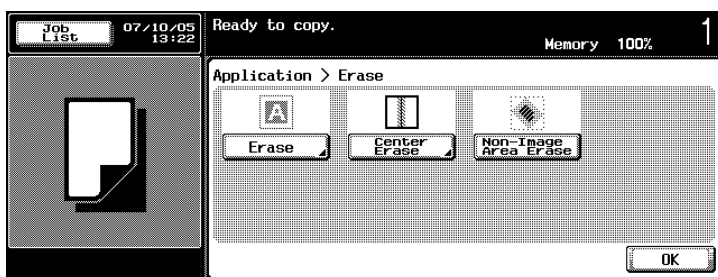 Job
List
07/10/05
13:22
Ready to copy.
Memory 100%
1
Application > Erase
A
Erase
Center
Erase
Non-Image
Area Erase
OK